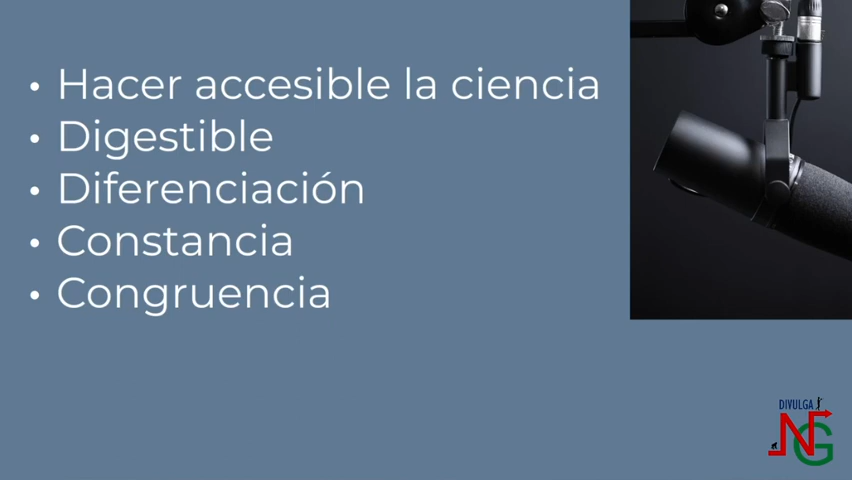 • Hacer accesible la ciencia
• Digestible
• Diferenciación
• Constancia
• Congruencia
DIVULGA
NG